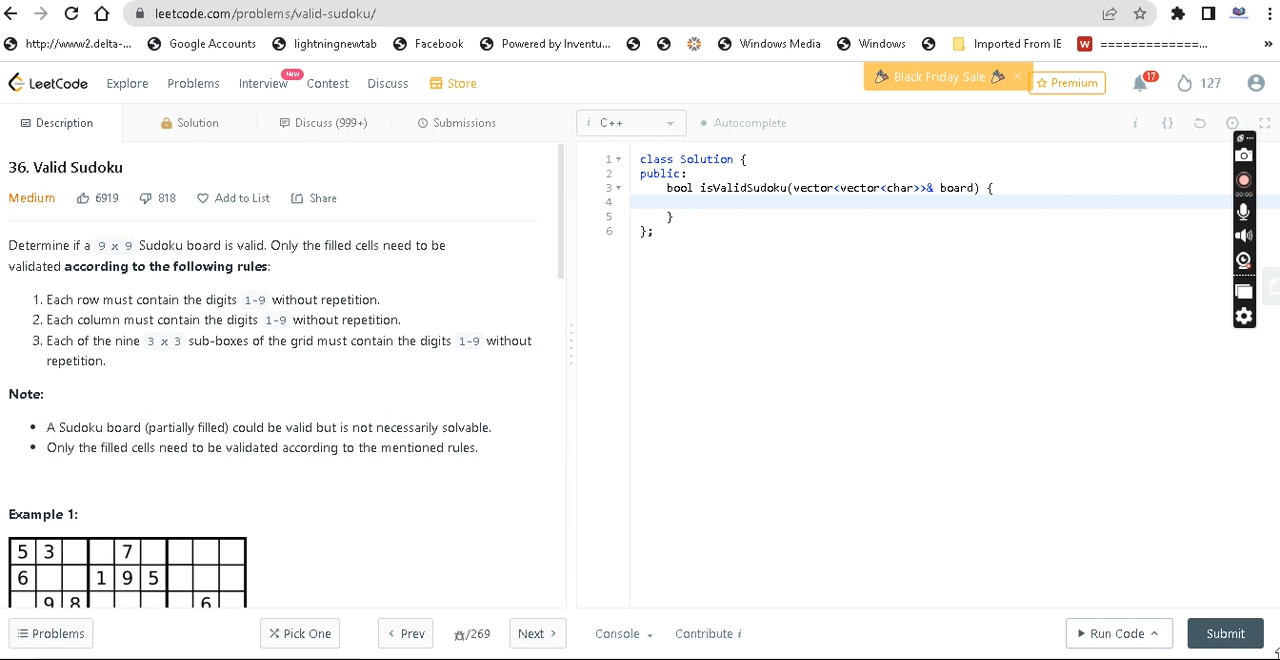 leetcode.com/problems/valid-sudoku/
http://www2.delta-... Google Accounts lightningnewtab Facebook Powered by Inventu... Windows Media Windows Imported From IE W =============... »
LeetCode Explore Problems Interview New Contest Discuss Store Black Friday Sale × Premium 17 127
Description Solution Discuss (999+) Submissions i C++ Autocomplete i {}
36. Valid Sudoku
Medium 6919 818 Add to List Share
Determine if a 9 x 9 Sudoku board is valid. Only the filled cells need to be
validated according to the following rules:
1. Each row must contain the digits 1-9 without repetition.
2. Each column must contain the digits 1-9 without repetition.
3. Each of the nine 3 x 3 sub-boxes of the grid must contain the digits 1-9 without
repetition.
Note:
• A Sudoku board (partially filled) could be valid but is not necessarily solvable.
• Only the filled cells need to be validated according to the mentioned rules.
Example 1:
5 3 7
6 1 9 5
9 8 6
1 class Solution {
2 public:
3 bool isValidSudoku(vector<vector<char>>& board) {
4
5 }
6 };
00:00
Problems Pick One Prev /269 Next Console Contribute i Run Code Submit